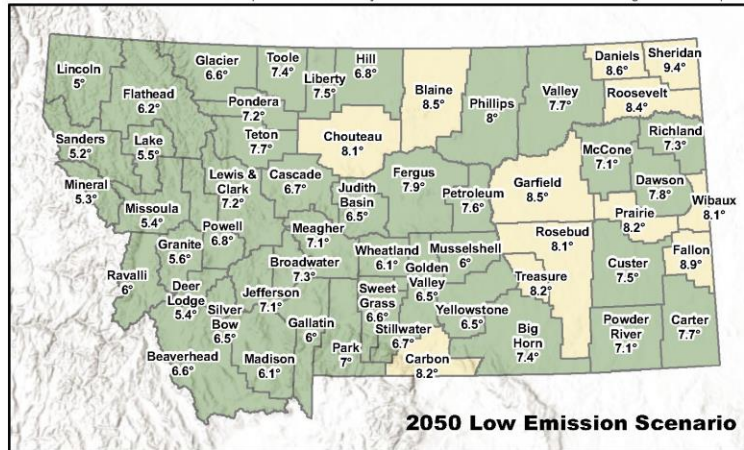 Lincoln
5°
Flathead
6.2°
Glacier
6.6°
Toole
7.4°
Liberty
7.5°
Hill
6.8°
Blaine
8.5°
Phillips
8°
Valley
7.7°
Daniels
8.6°
Sheridan
9.4°
Roosevelt
8.4°
Pondera
7.2°
Teton
7.7°
Chouteau
8.1°
Sanders
5.2°
Lake
5.5°
Mineral
5.3°
Missoula
5.4°
Lewis &
Clark
7.2°
Cascade
6.7°
Judith
Basin
6.5°
Fergus
7.9°
Petroleum
7.6°
Garfield
8.5°
McCone
7.1°
Richland
7.3°
Dawson
7.8°
Wibaux
8.1°
Prairie
8.2°
Powell
6.8°
Granite
5.6°
Meagher
7.1°
Broadwater
7.3°
Wheatland
6.1°
Golden
Valley
6.5°
Musselshell
6°
Rosebud
8.1°
Treasure
8.2°
Custer
7.5°
Fallon
8.9°
Ravalli
6°
Deer
Lodge
5.4°
Silver
Bow
6.5°
Jefferson
7.1°
Gallatin
6°
Sweet
Grass
6.6°
Stillwater
6.7°
Yellowstone
6.5°
Big
Horn
7.4°
Powder
River
7.1°
Carter
7.7°
Beaverhead
6.6°
Madison
6.1°
Park
7°
Carbon
8.2°
2050 Low Emission Scenario